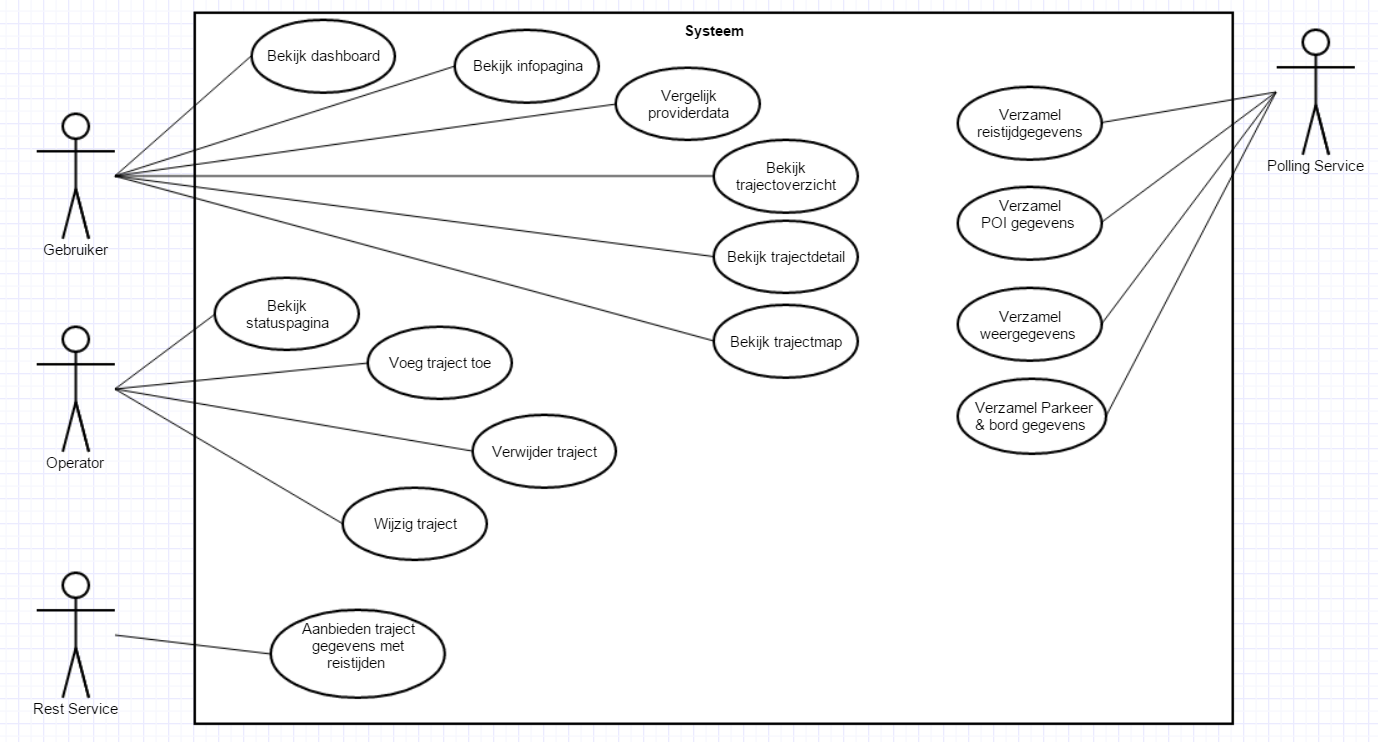 Systeem
Bekijk dashboard
Bekijk infopagina
Vergelijk
providerdata
Bekijk
trajectoverzicht
Bekijk trajectdetail
Bekijk trajectmap
Gebruiker
Bekijk
statuspagina
Voeg traject toe
Verwijder traject
Wijzig traject
Operator
Aanbieden traject
gegevens met
reistijden
Rest Service
Verzamel
reistijdgegevens
Verzamel
POI gegevens
Verzamel
weergegevens
Verzamel Parkeer
& bord gegevens
Polling Service